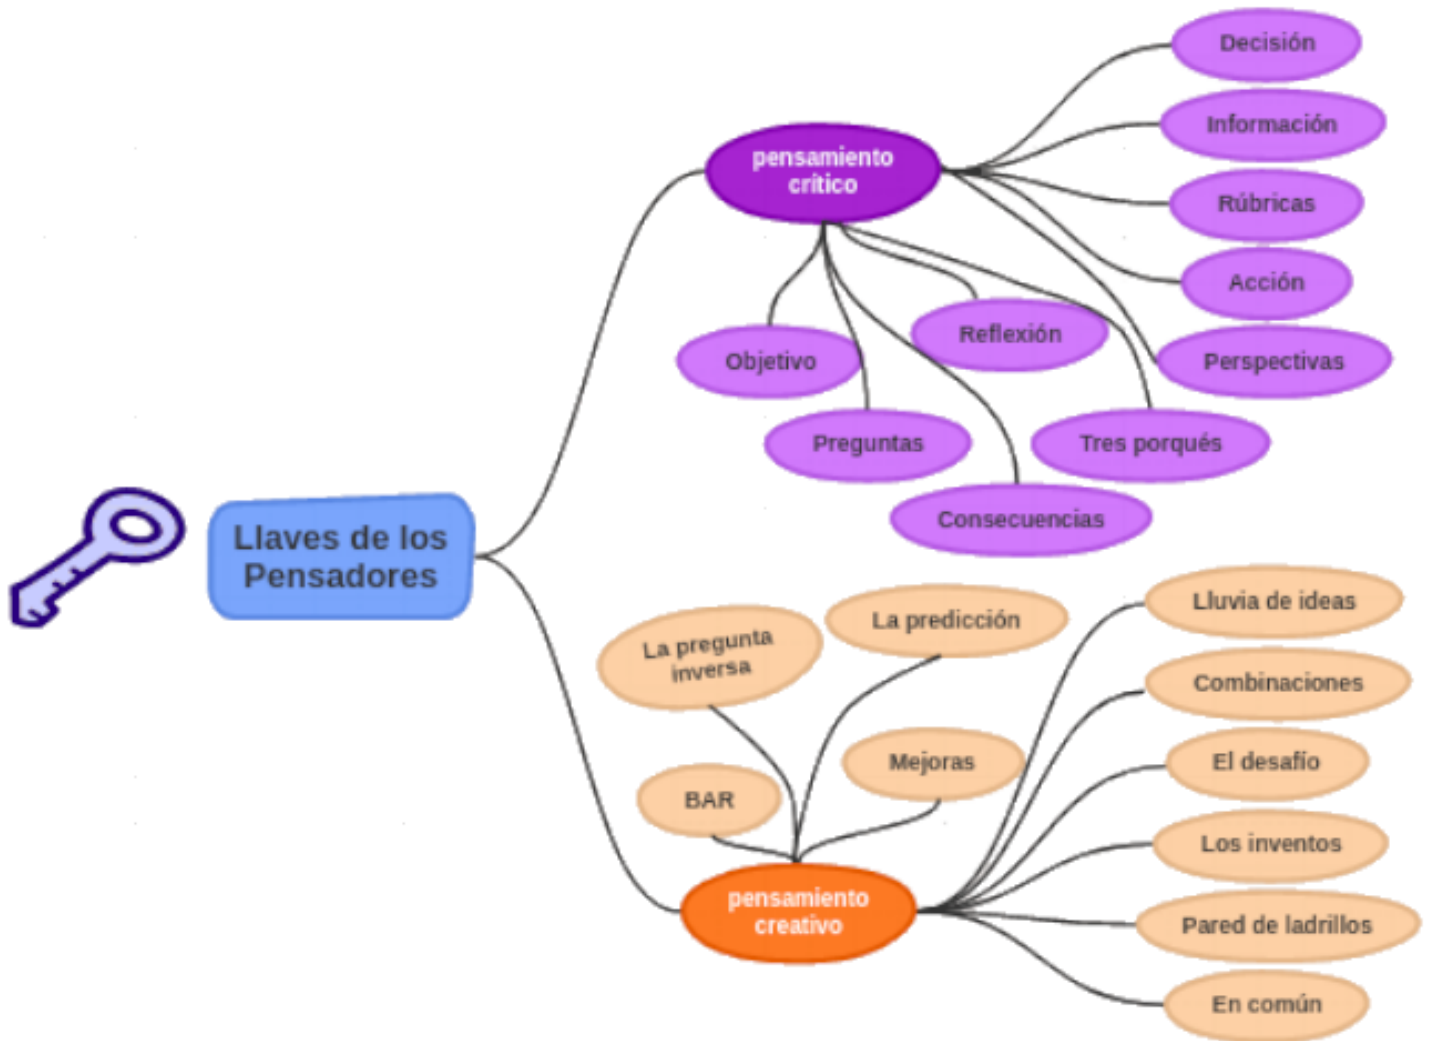 Llaves de los
Pensadores
pensamiento
crítico
Decisión
Información
Rúbricas
Acción
Perspectivas
Reflexión
Objetivo
Preguntas
Tres porqués
Consecuencias
pensamiento
creativo
La pregunta
inversa
La predicción
BAR
Mejoras
Lluvia de ideas
Combinaciones
El desafío
Los inventos
Pared de ladrillos
En común